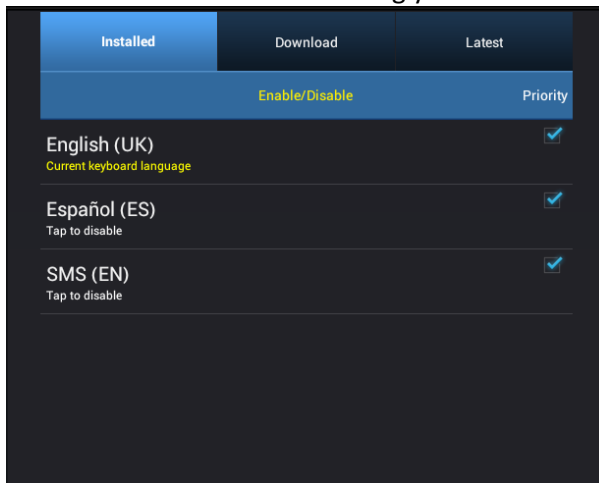 Installed Download Latest
Enable/Disable Priority
English (UK)
Current keyboard language
Español (ES)
Tap to disable
SMS (EN)
Tap to disable